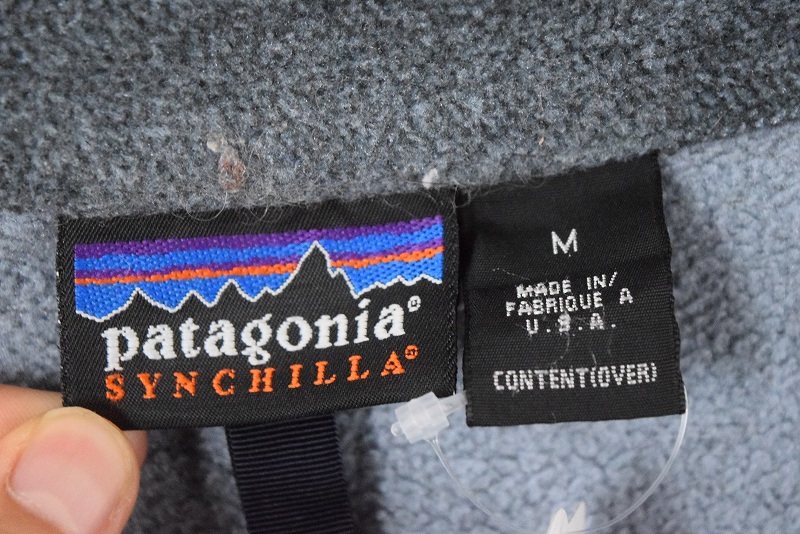 patagonia®
SYNCHILLA®
M
MADE IN/
FABRIQUE A
U.S.A.
CONTENT(OVER)